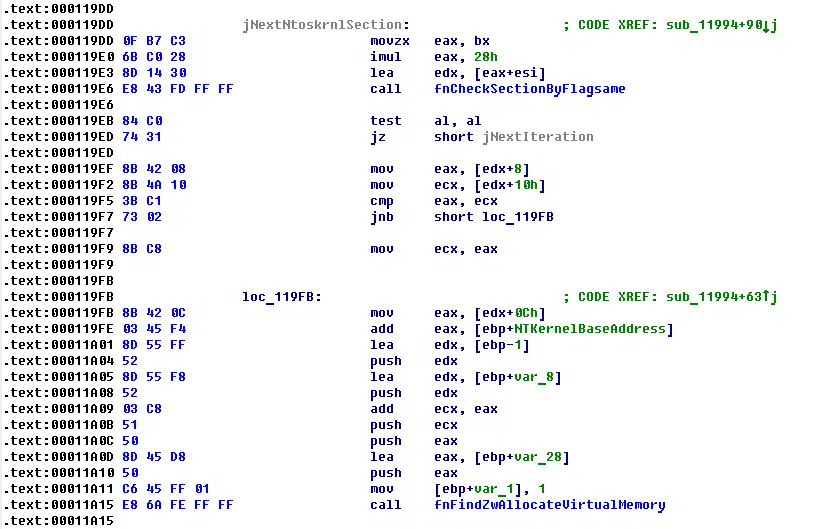 .text:000119DD
.text:000119DD jNextNtoskrnlSection: ; CODE XREF: sub_11994+90↓j
.text:000119DD 0F B7 C3 movzx eax, bx
.text:000119E0 6B C0 28 imul eax, 28h
.text:000119E3 8D 14 30 lea edx, [eax+esi]
.text:000119E6 E8 43 FD FF FF call fnCheckSectionByFlagsame
.text:000119E6
.text:000119EB 84 C0 test al, al
.text:000119ED 74 31 jz short jNextIteration
.text:000119ED
.text:000119EF 8B 42 08 mov eax, [edx+8]
.text:000119F2 8B 4A 10 mov ecx, [edx+10h]
.text:000119F5 3B C1 cmp eax, ecx
.text:000119F7 73 02 jnb short loc_119FB
.text:000119F7
.text:000119F9 8B C8 mov ecx, eax
.text:000119F9
.text:000119FB
.text:000119FB loc_119FB: ; CODE XREF: sub_11994+63↑j
.text:000119FB 8B 42 0C mov eax, [edx+0Ch]
.text:000119FE 03 45 F4 add eax, [ebp+NTKernelBaseAddress]
.text:00011A01 8D 55 FF lea edx, [ebp-1]
.text:00011A04 52 push edx
.text:00011A05 8D 55 F8 lea edx, [ebp+var_8]
.text:00011A08 52 push edx
.text:00011A09 03 C8 add ecx, eax
.text:00011A0B 51 push ecx
.text:00011A0C 50 push eax
.text:00011A0D 8D 45 D8 lea eax, [ebp+var_28]
.text:00011A10 50 push eax
.text:00011A11 C6 45 FF 01 mov [ebp+var_1], 1
.text:00011A15 E8 6A FE FF FF call fnFindZwAllocateVirtualMemory
.text:00011A15